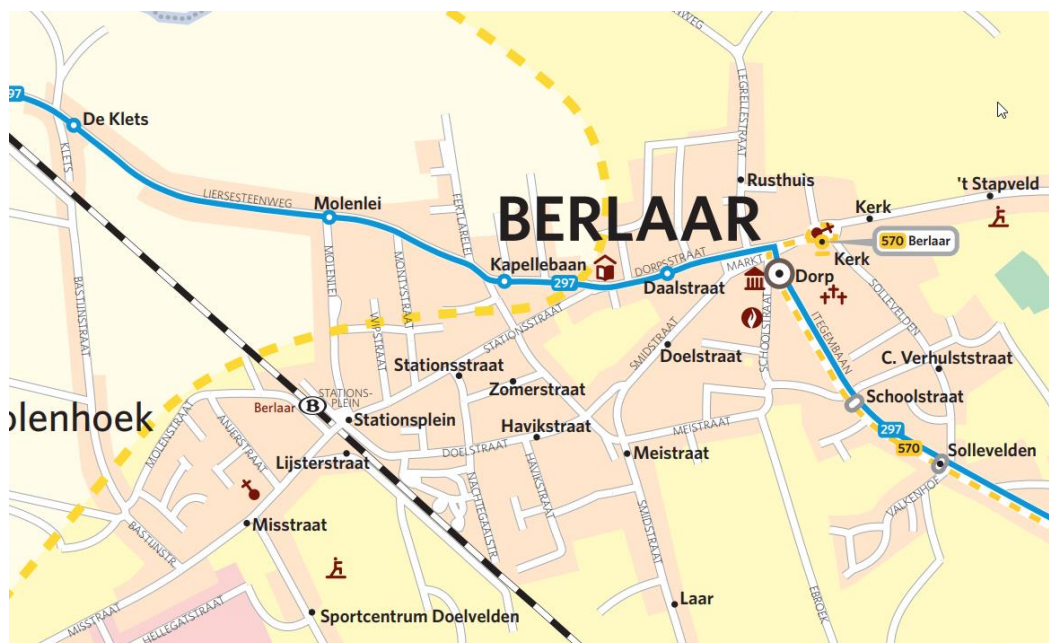 97
De Klets
KLETS
LIERSESTEENWEG
Molenlei
MOLENLEI
MONTYSTRAAT
FERTLARELEI
BERLAAR
Kapellebaan
297
DORPSSTRAAT
Daalstraat
MARKT
LEGRELLESTRAAT
Rusthuis
Kerk
't Stapveld
570 Berlaar
Kerk
Dorp
SOLLEVELDEN
ITEGEMBAAN
SCHOOLSTRAAT
C. Verhulststraat
Schoolstraat
297
570
Sollevelden
VALKENHOF
BASTIJNSTRAAT
WIPSTRAAT
STATIONSSTRAAT
Stationsstraat
Zomerstraat
SMIDSTRAAT
Doelstraat
olenhoek
MOLENSTRAAT
ANJERSTRAAT
Berlaar
B
STATIONS-
PLEIN
Stationsplein
Lijsterstraat
DOELSTRAAT
Havikstraat
HAVIKSTRAAT
NACHTEGAALSTR.
Meistraat
MEISTRAAT
SMIDSTRAAT
BASTIJNSTR.
Misstraat
MISSTRAAT
HELLEGATSTRAAT
Sportcentrum Doelvelden
Laar
EBROEK